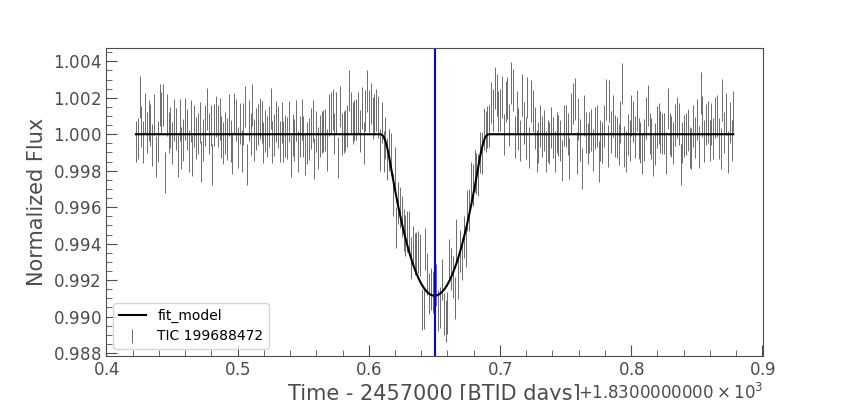 1.004
1.002
1.000
0.998
0.996
0.994
0.992
0.990
0.988
Normalized Flux
fit_model
TIC 199688472
0.4 0.5 0.6 0.7 0.8 0.9
Time - 2457000 [BTJD days]
+1.8300000000 × 10³